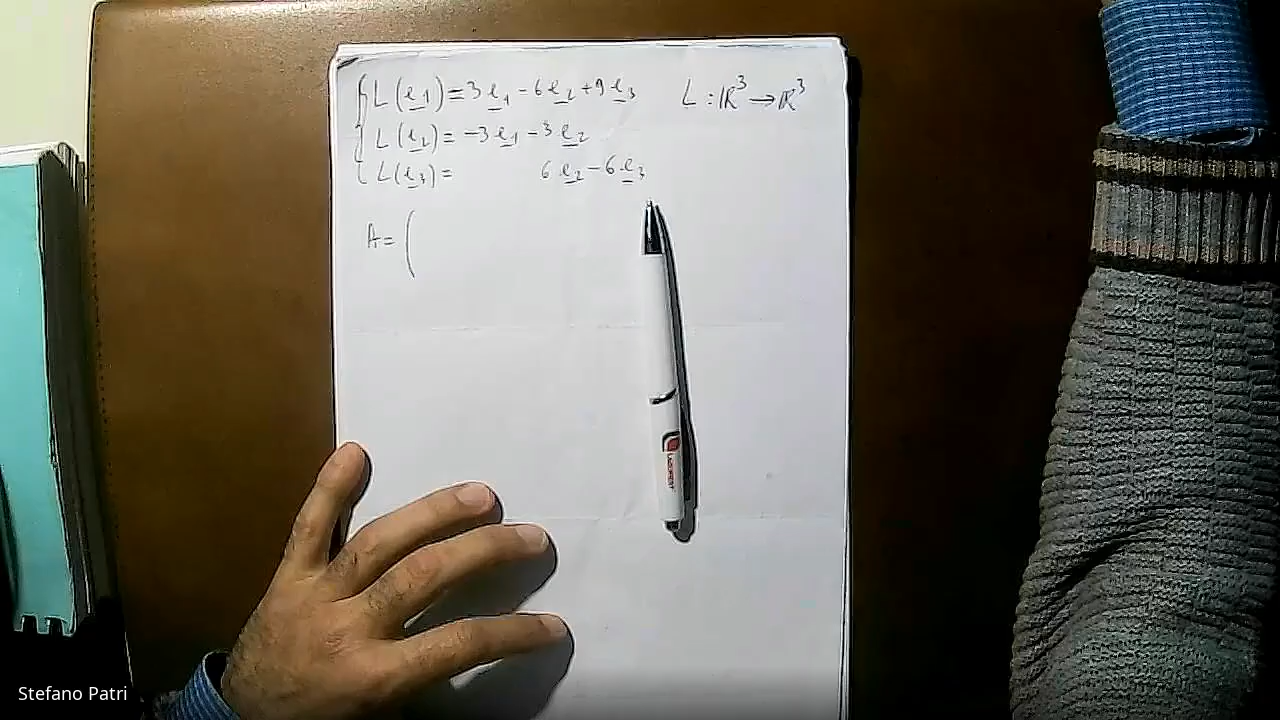 L(e1) = 3e1 - 6e2 + 9e3 L : ℝ³ → ℝ³
L(e2) = -3e1 - 3e2
L(e3) = 6e2 - 6e3
A = (
Stefano Patri